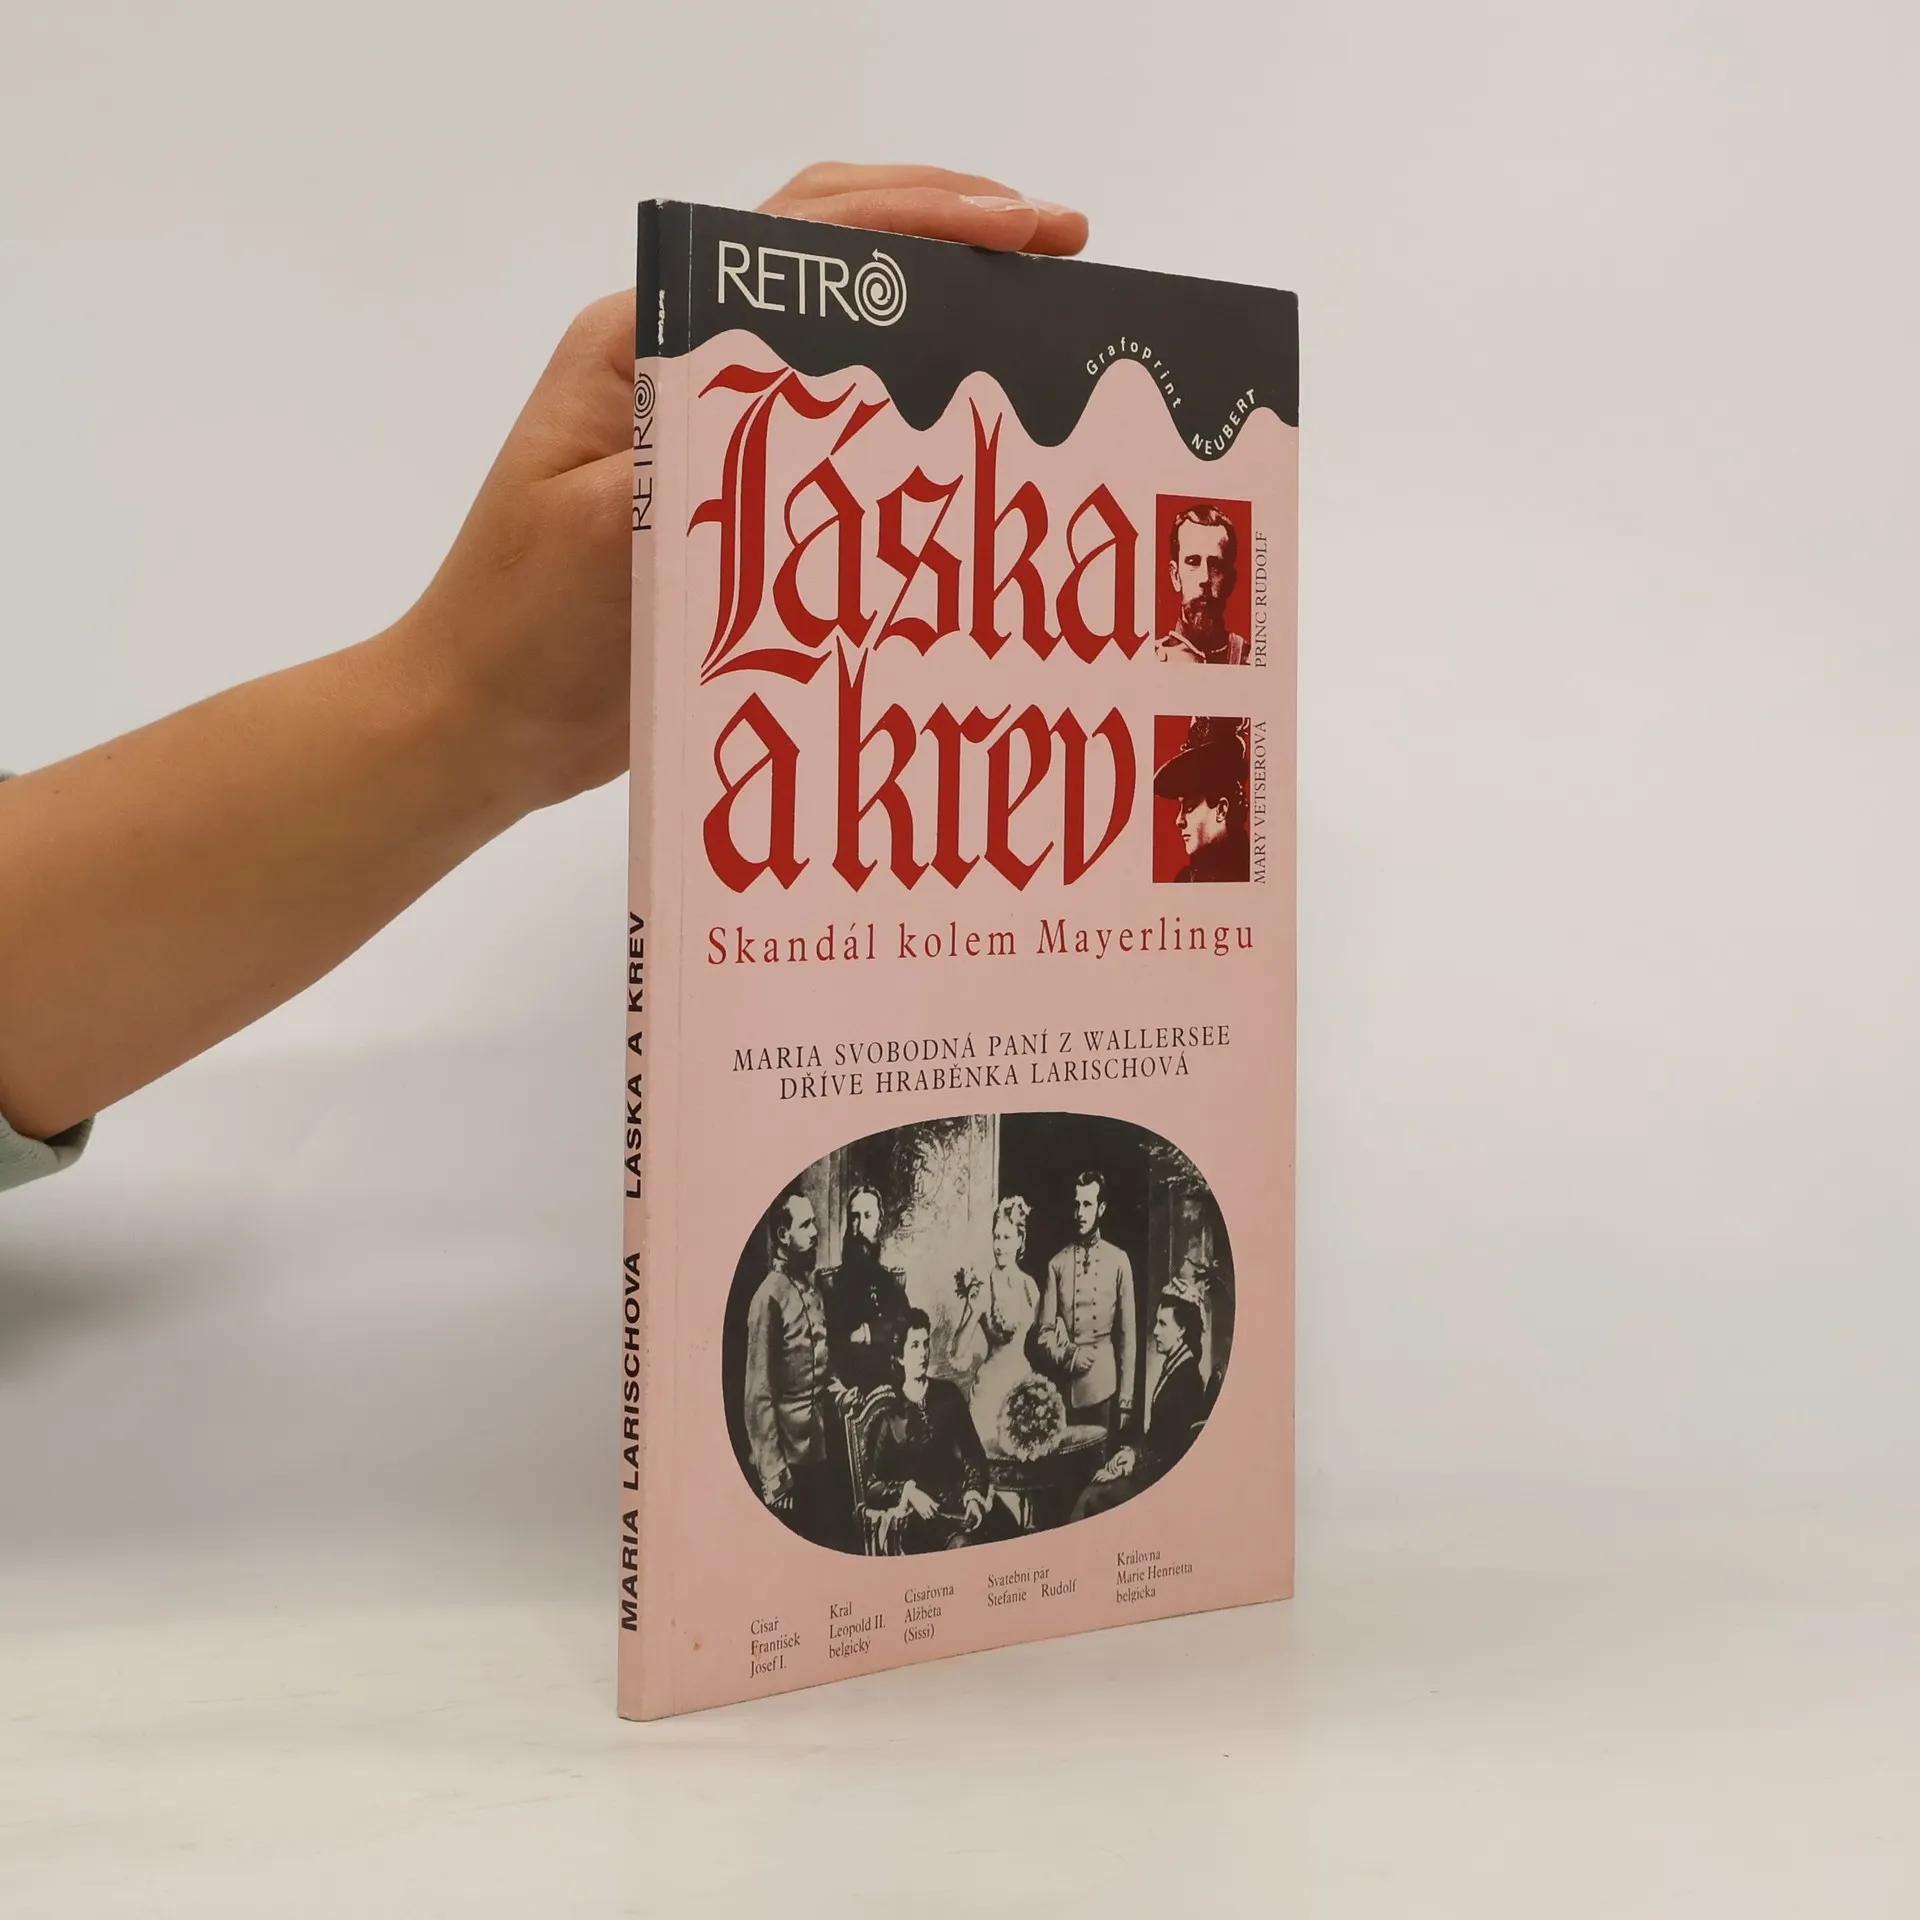 RETRO
Grafoprint
NEUBERT
Láska
a krev
PRINC RUDOLF
MARY VETSEROVÁ
Skandál kolem Mayerlingu
MARIA SVOBODNÁ PANÍ Z WALLERSEE
DŘÍVE HRABĚNKA LARISCHOVÁ
Císař
František
Josef I.
Král
Leopold II.
belgický
Císařovna
Alžběta
(Sissi)
Svatební pár
Stefanie Rudolf
Královna
Marie Henrietta
belgická
MARIA LARISCHOVÁ LÁSKA A KREV RETRO